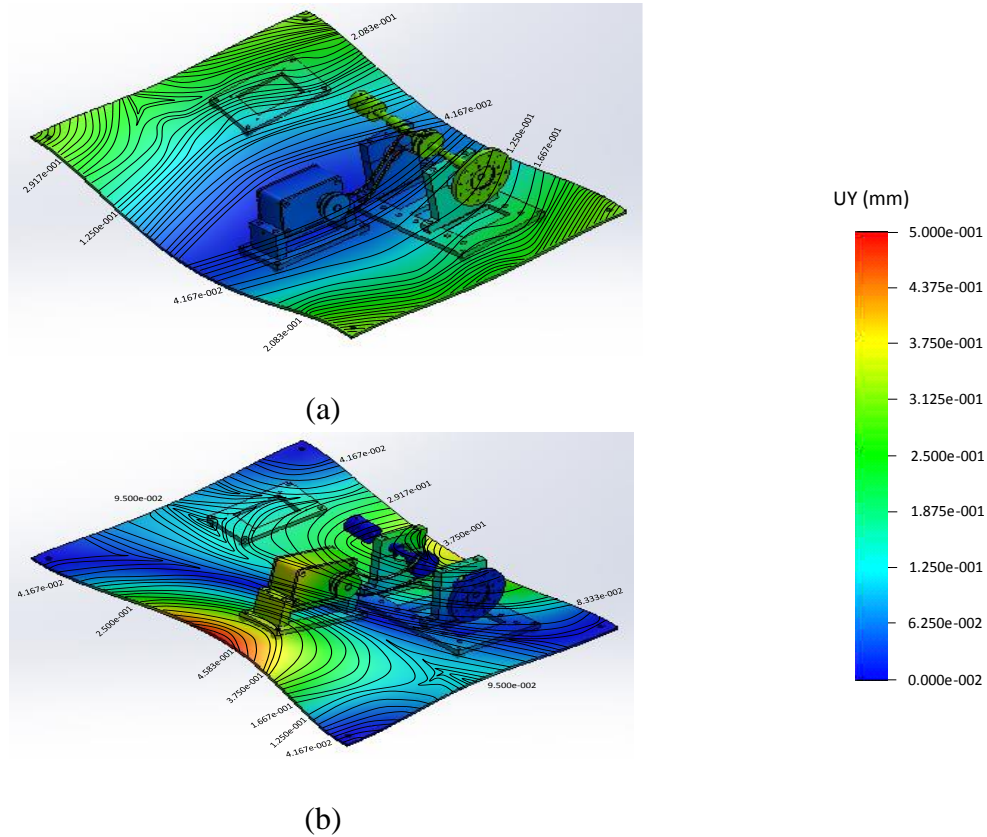 2.083e-001
4.167e-002
1.250e-001
1.667e-001
2.917e-001
1.250e-001
4.167e-002
2.083e-001
(a)
4.167e-002
9.500e-002
2.917e-001
3.750e-001
4.167e-002
8.333e-002
2.500e-001
4.583e-001
3.750e-001
9.500e-002
1.667e-001
1.250e-001
4.167e-002
(b)
UY (mm)
5.000e-001
4.375e-001
3.750e-001
3.125e-001
2.500e-001
1.875e-001
1.250e-001
6.250e-002
0.000e-002